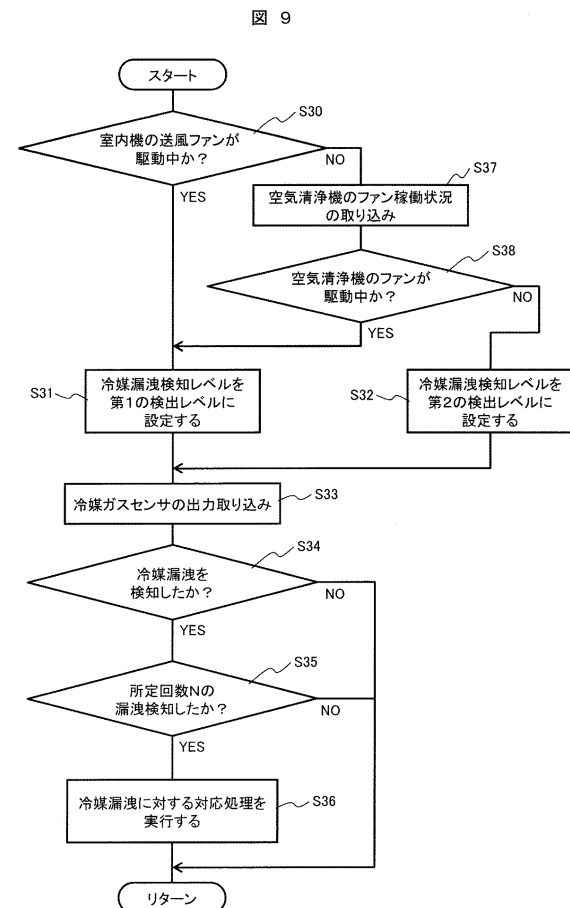 図 9
スタート
S30
室内機の送風ファンが
駆動中か？
NO
YES
S37
空気清浄機のファン稼働状況
の取り込み
S38
空気清浄機のファンが
駆動中か？
NO
YES
S31
冷媒漏洩検知レベルを
第1の検出レベルに
設定する
S32
冷媒漏洩検知レベルを
第2の検出レベルに
設定する
S33
冷媒ガスセンサの出力取り込み
S34
冷媒漏洩を
検知したか？
NO
YES
S35
所定回数Nの
漏洩検知したか？
NO
YES
S36
冷媒漏洩に対する対応処理を
実行する
リターン